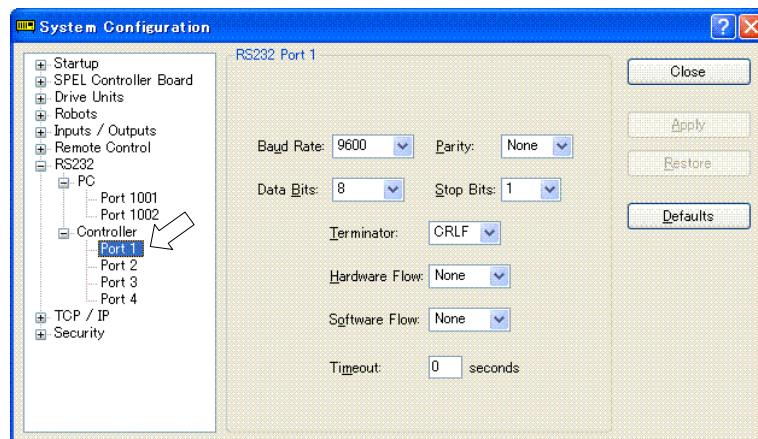 System Configuration
Startup
SPEL Controller Board
Drive Units
Robots
Inputs / Outputs
Remote Control
RS232
PC
Port 1001
Port 1002
Controller
Port 1
Port 2
Port 3
Port 4
TCP / IP
Security
RS232 Port 1
Baud Rate: 9600 Parity: None
Data Bits: 8 Stop Bits: 1
Terminator: CRLF
Hardware Flow: None
Software Flow: None
Timeout: 0 seconds
Close
Apply
Restore
Defaults